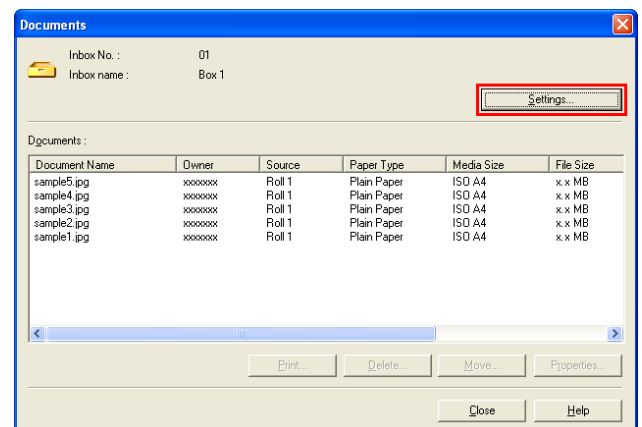 Documents
Inbox No. : 01
Inbox name : Box 1
Settings...
Documents :
Document Name Owner Source Paper Type Media Size File Size
sample5.jpg xxxxxxx Roll 1 Plain Paper ISO A4 x.x MB
sample4.jpg xxxxxxx Roll 1 Plain Paper ISO A4 x.x MB
sample3.jpg xxxxxxx Roll 1 Plain Paper ISO A4 x.x MB
sample2.jpg xxxxxxx Roll 1 Plain Paper ISO A4 x.x MB
sample1.jpg xxxxxxx Roll 1 Plain Paper ISO A4 x.x MB
Print... Delete... Move... Properties...
Close Help